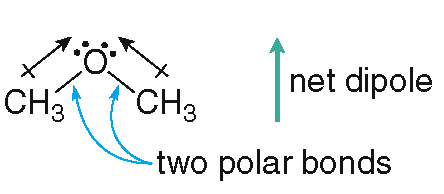 O
CH₃ CH₃
net dipole
two polar bonds